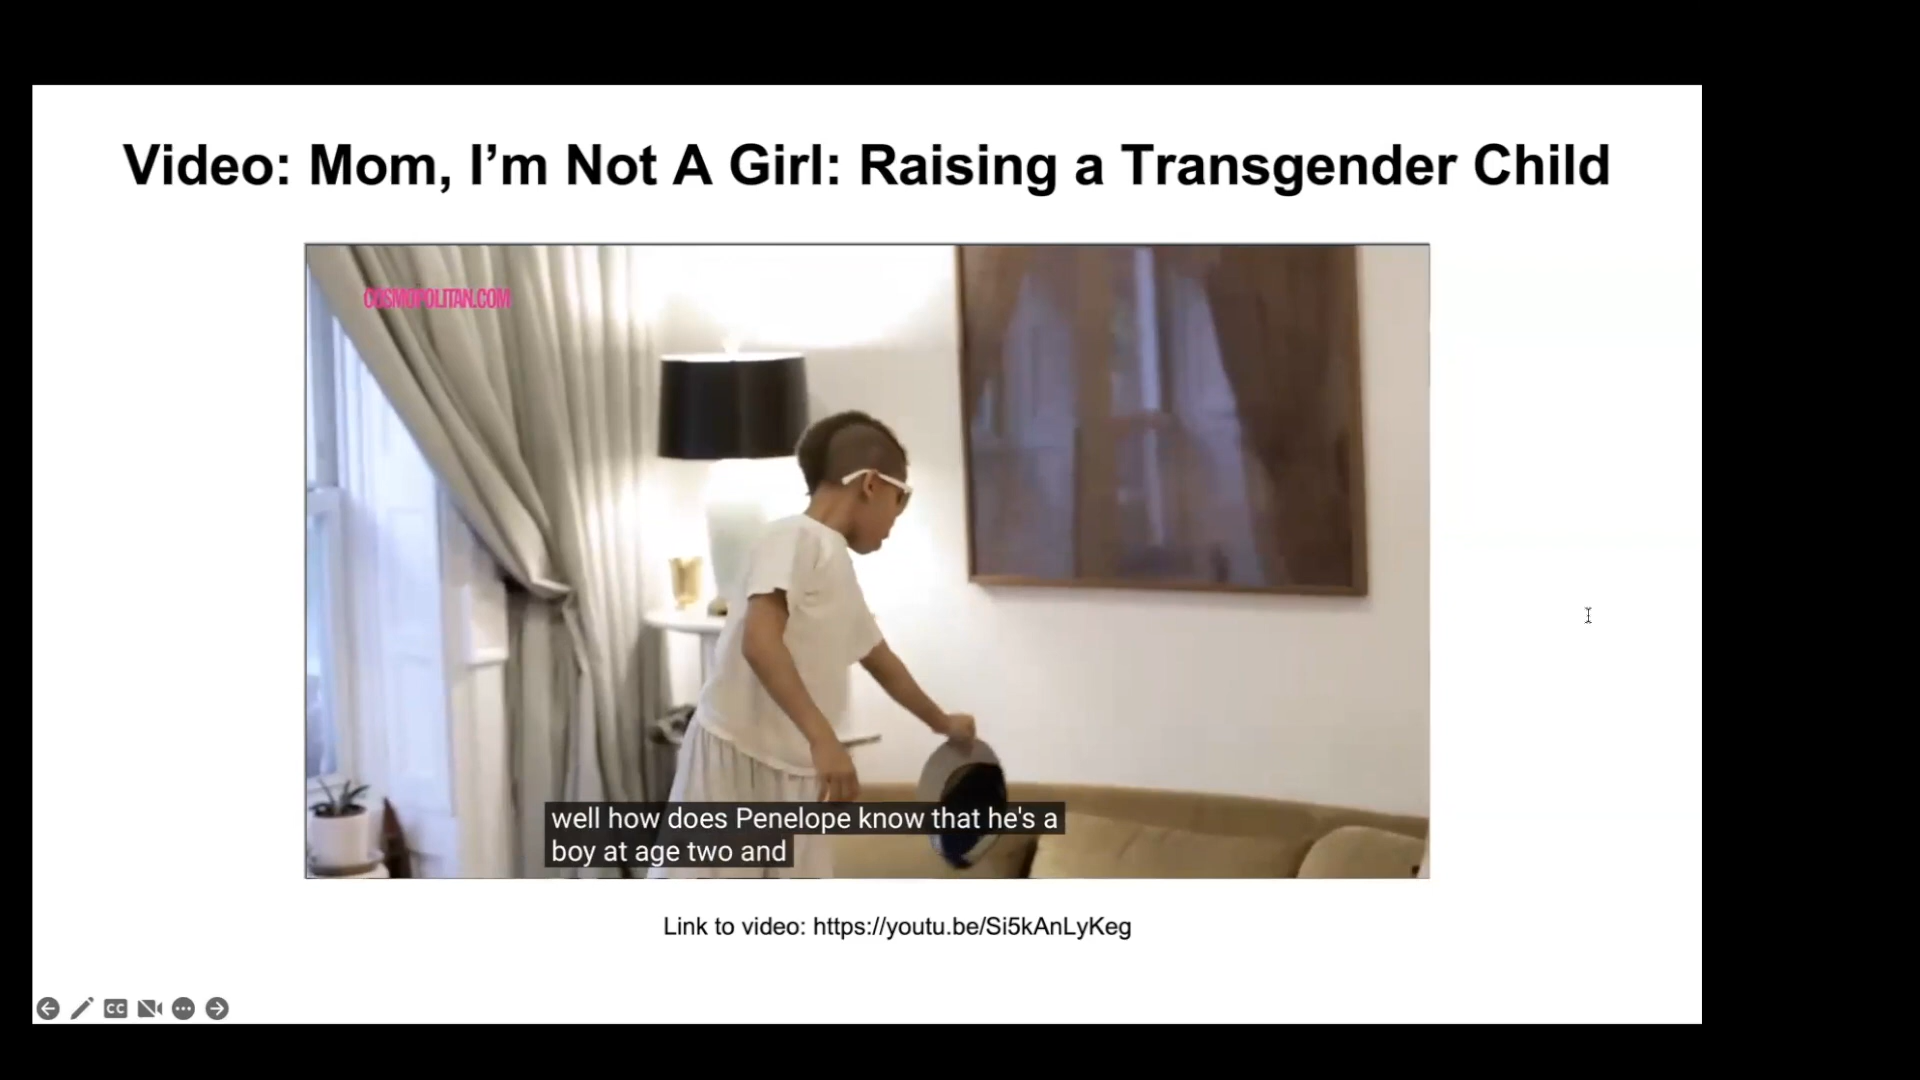 Video: Mom, I’m Not A Girl: Raising a Transgender Child
COSMOPOLITAN.COM
well how does Penelope know that he's a
boy at age two and
Link to video: https://youtu.be/Si5kAnLyKeg
CC